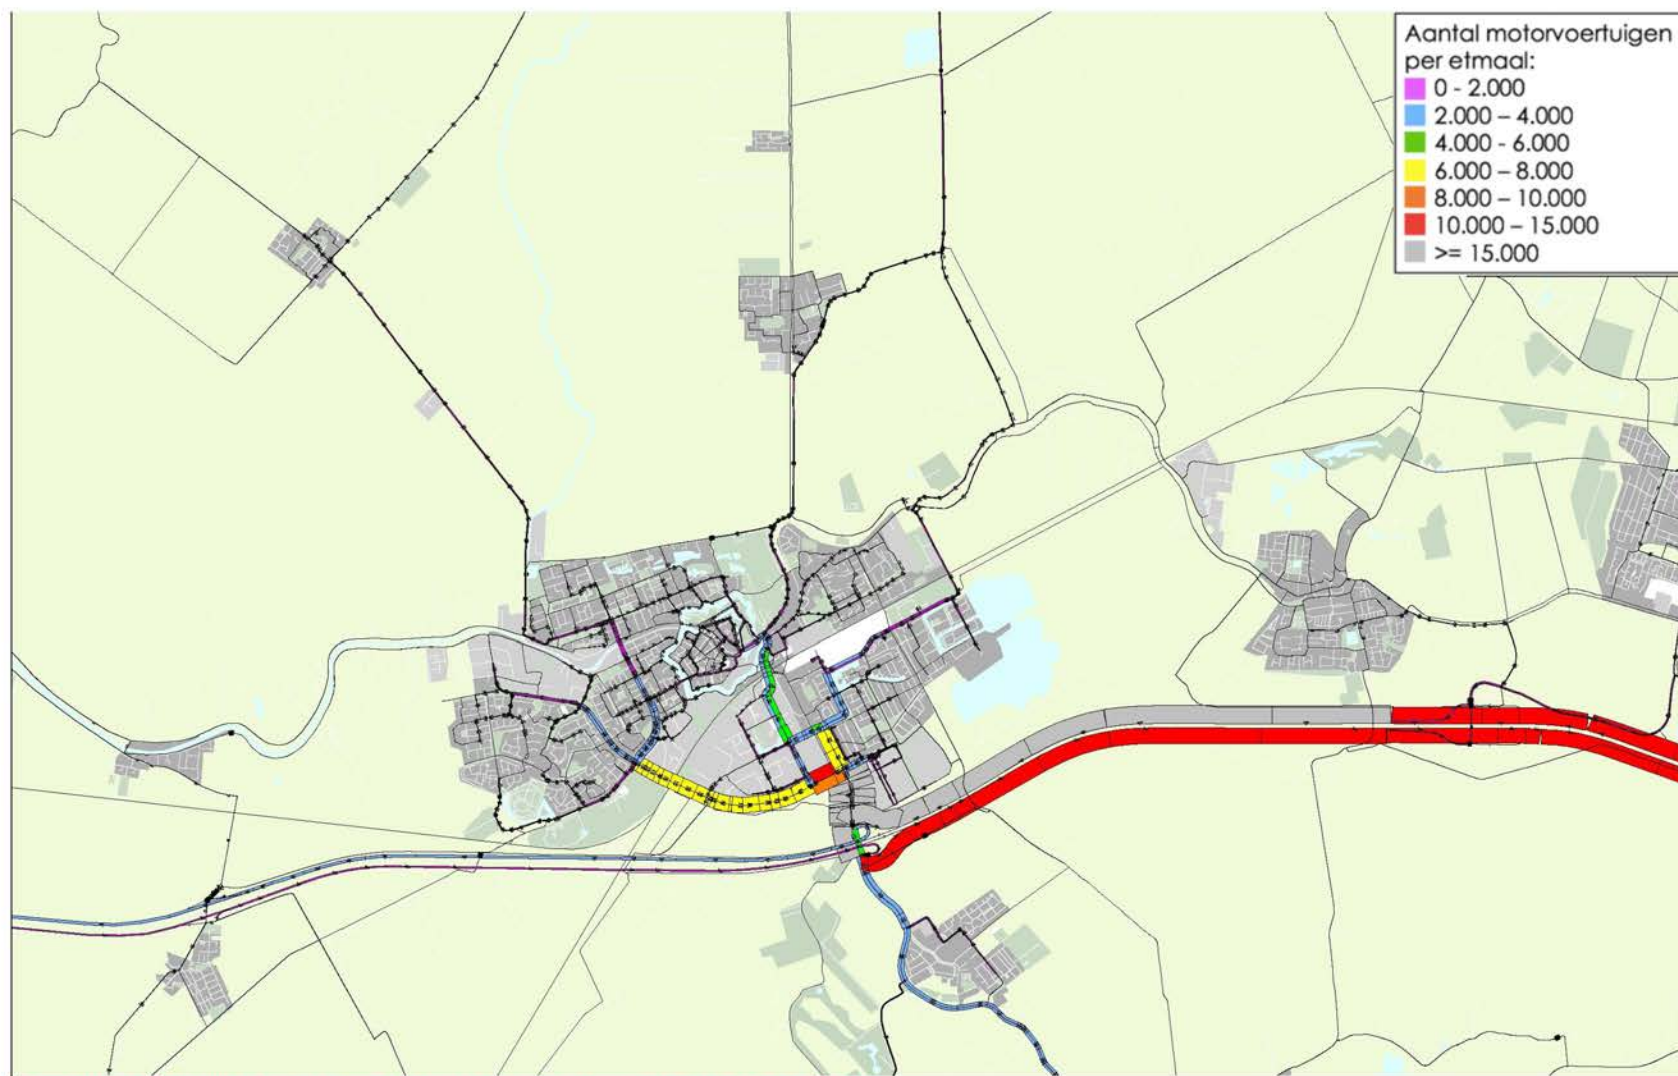 Aantal motorvoertuigen
per etmaal:
0 - 2.000
2.000 – 4.000
4.000 - 6.000
6.000 – 8.000
8.000 – 10.000
10.000 – 15.000
>= 15.000